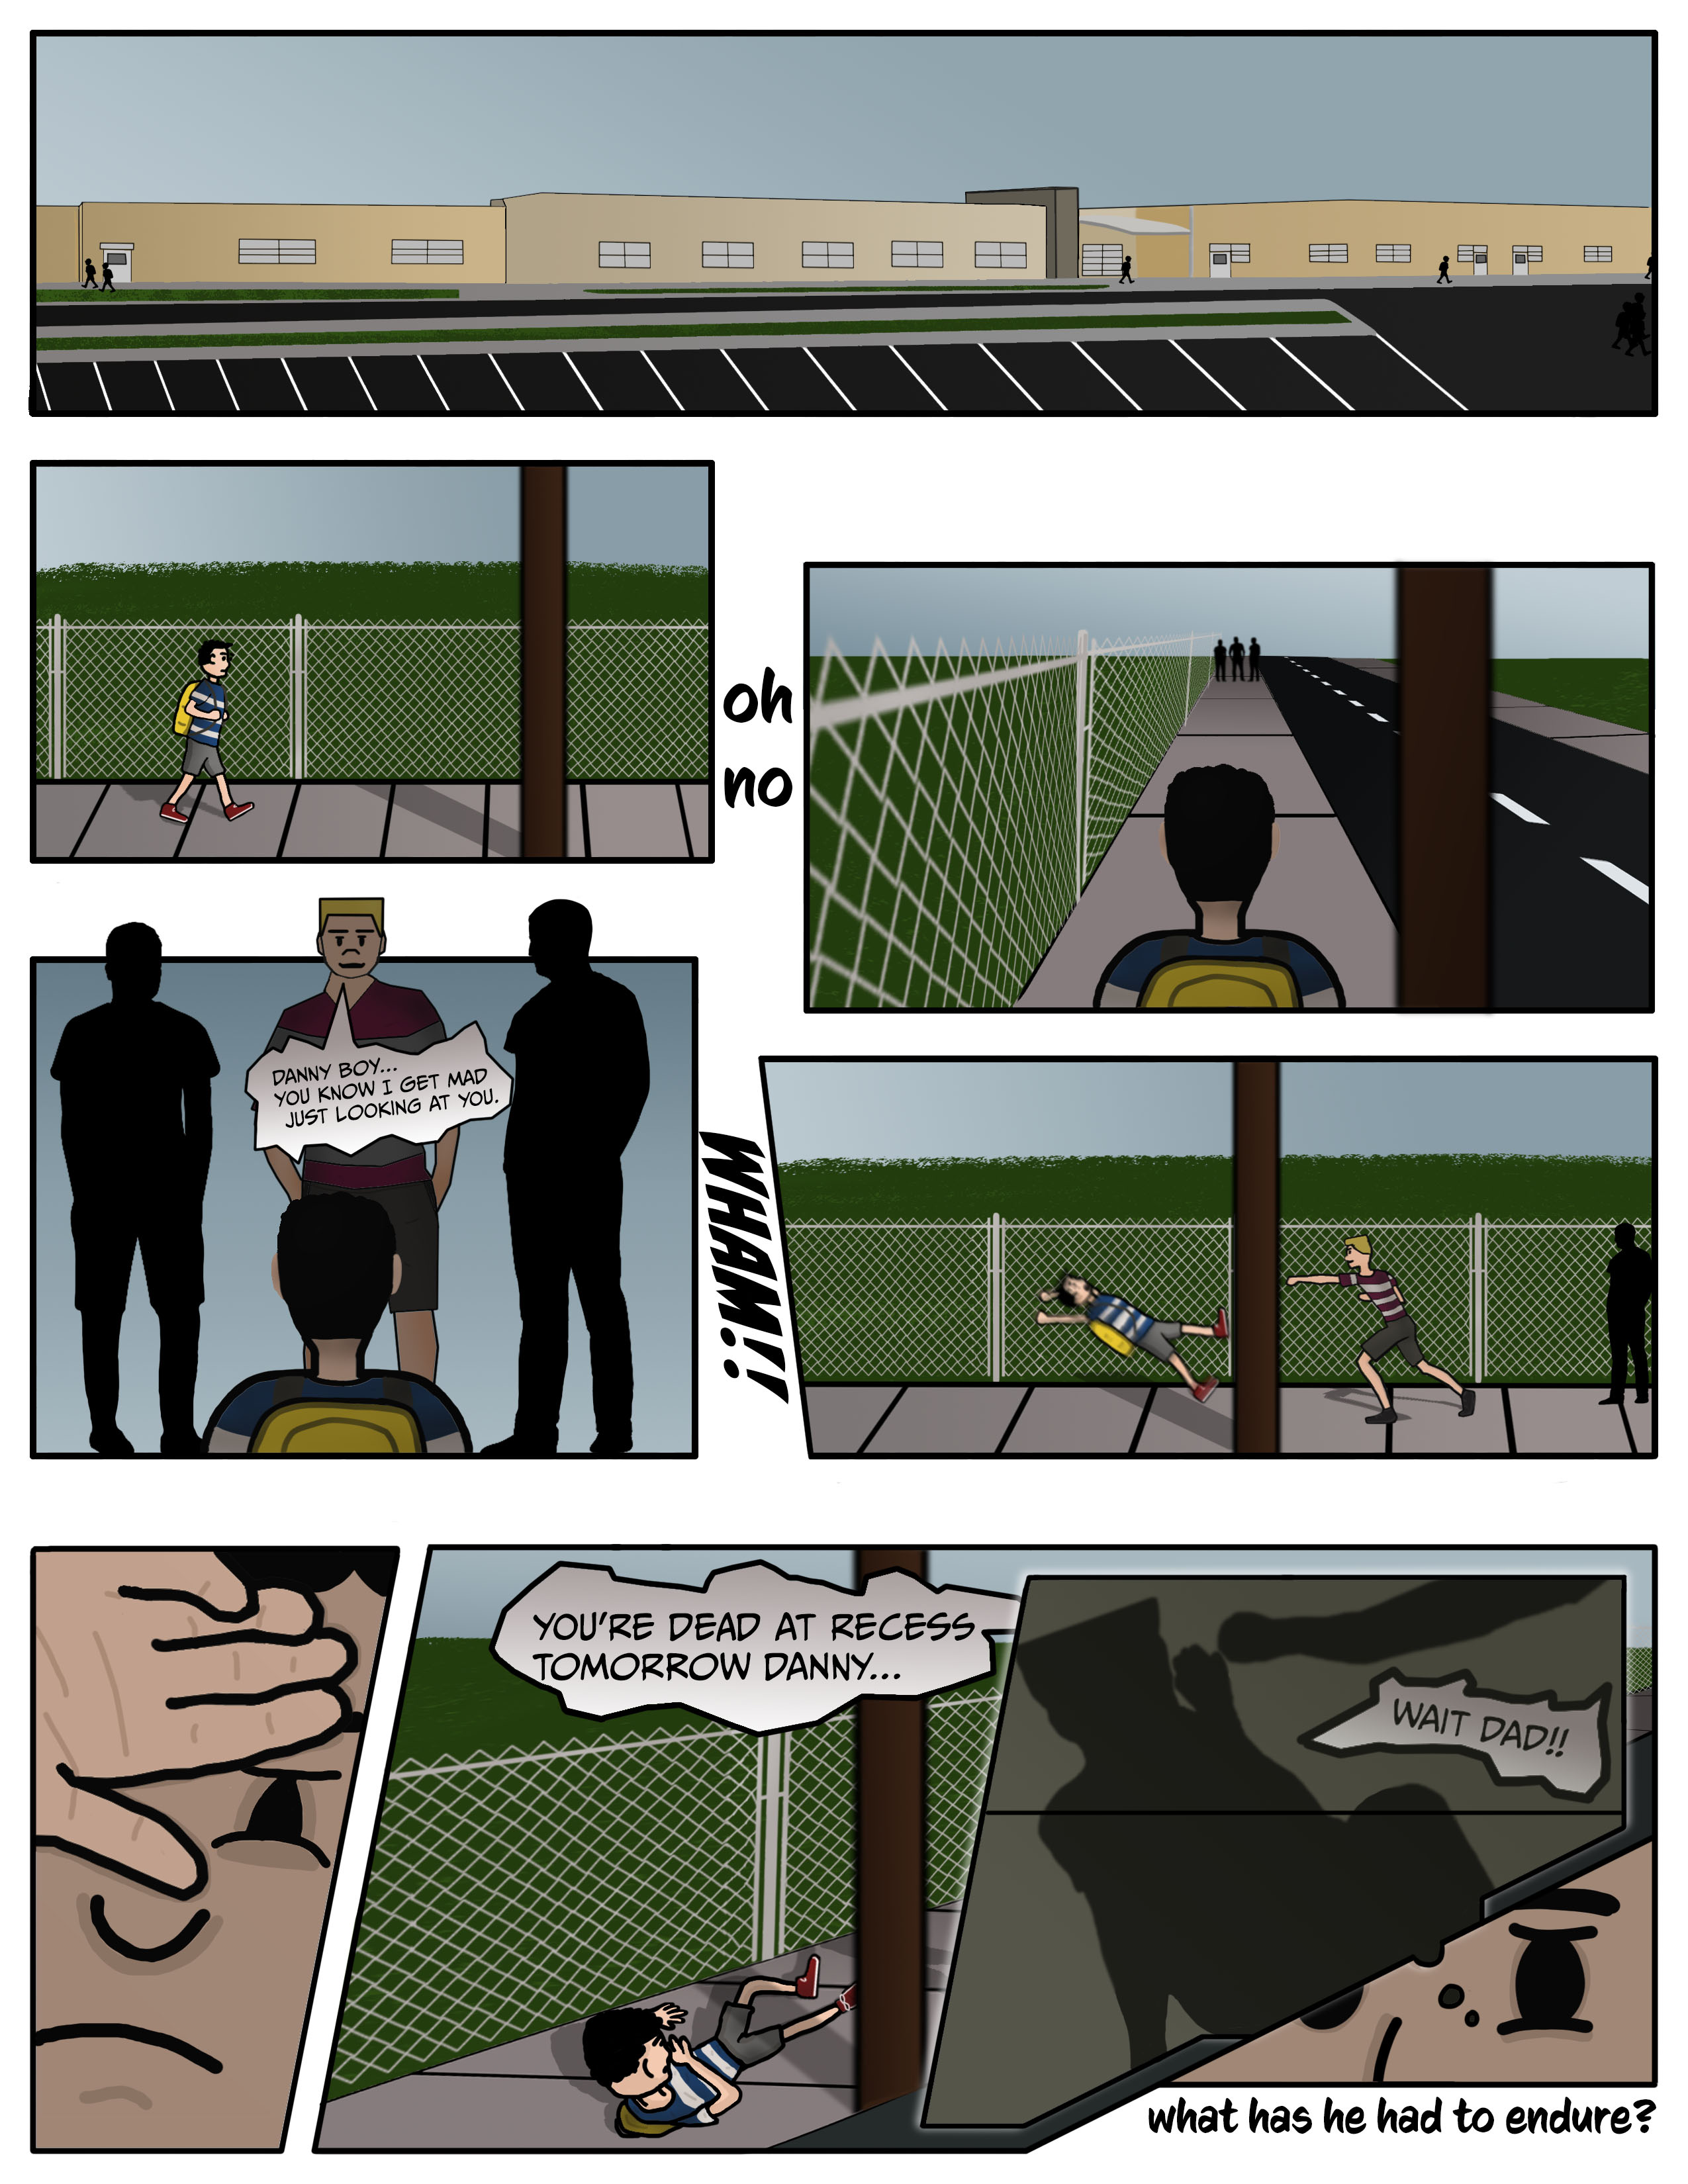 oh
no
DANNY BOY...
YOU KNOW I GET MAD
JUST LOOKING AT YOU.
WHAM!!
YOU'RE DEAD AT RECESS
TOMORROW DANNY...
WAIT DAD!!
what has he had to endure?